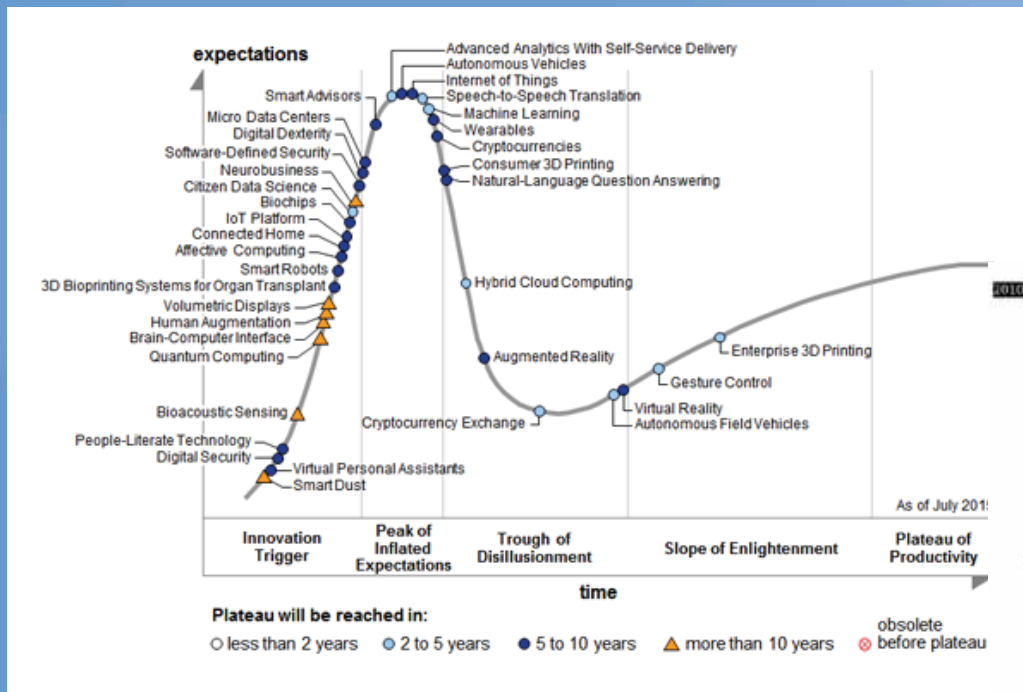 expectations
Advanced Analytics With Self-Service Delivery
Autonomous Vehicles
Internet of Things
Speech-to-Speech Translation
Machine Learning
Wearables
Cryptocurrencies
Consumer 3D Printing
Natural-Language Question Answering
Smart Advisors
Micro Data Centers
Digital Dexterity
Software-Defined Security
Neurobusiness
Citizen Data Science
Biochips
IoT Platform
Connected Home
Affective Computing
Smart Robots
3D Bioprinting Systems for Organ Transplant
Volumetric Displays
Human Augmentation
Brain-Computer Interface
Quantum Computing
Bioacoustic Sensing
People-Literate Technology
Digital Security
Virtual Personal Assistants
Smart Dust
Hybrid Cloud Computing
Augmented Reality
Cryptocurrency Exchange
Enterprise 3D Printing
Gesture Control
Virtual Reality
Autonomous Field Vehicles
2010
As of July 2015
Innovation
Trigger
Peak of
Inflated
Expectations
Trough of
Disillusionment
Slope of Enlightenment
Plateau of
Productivity
time
Plateau will be reached in:
less than 2 years
2 to 5 years
5 to 10 years
more than 10 years
obsolete
before plateau